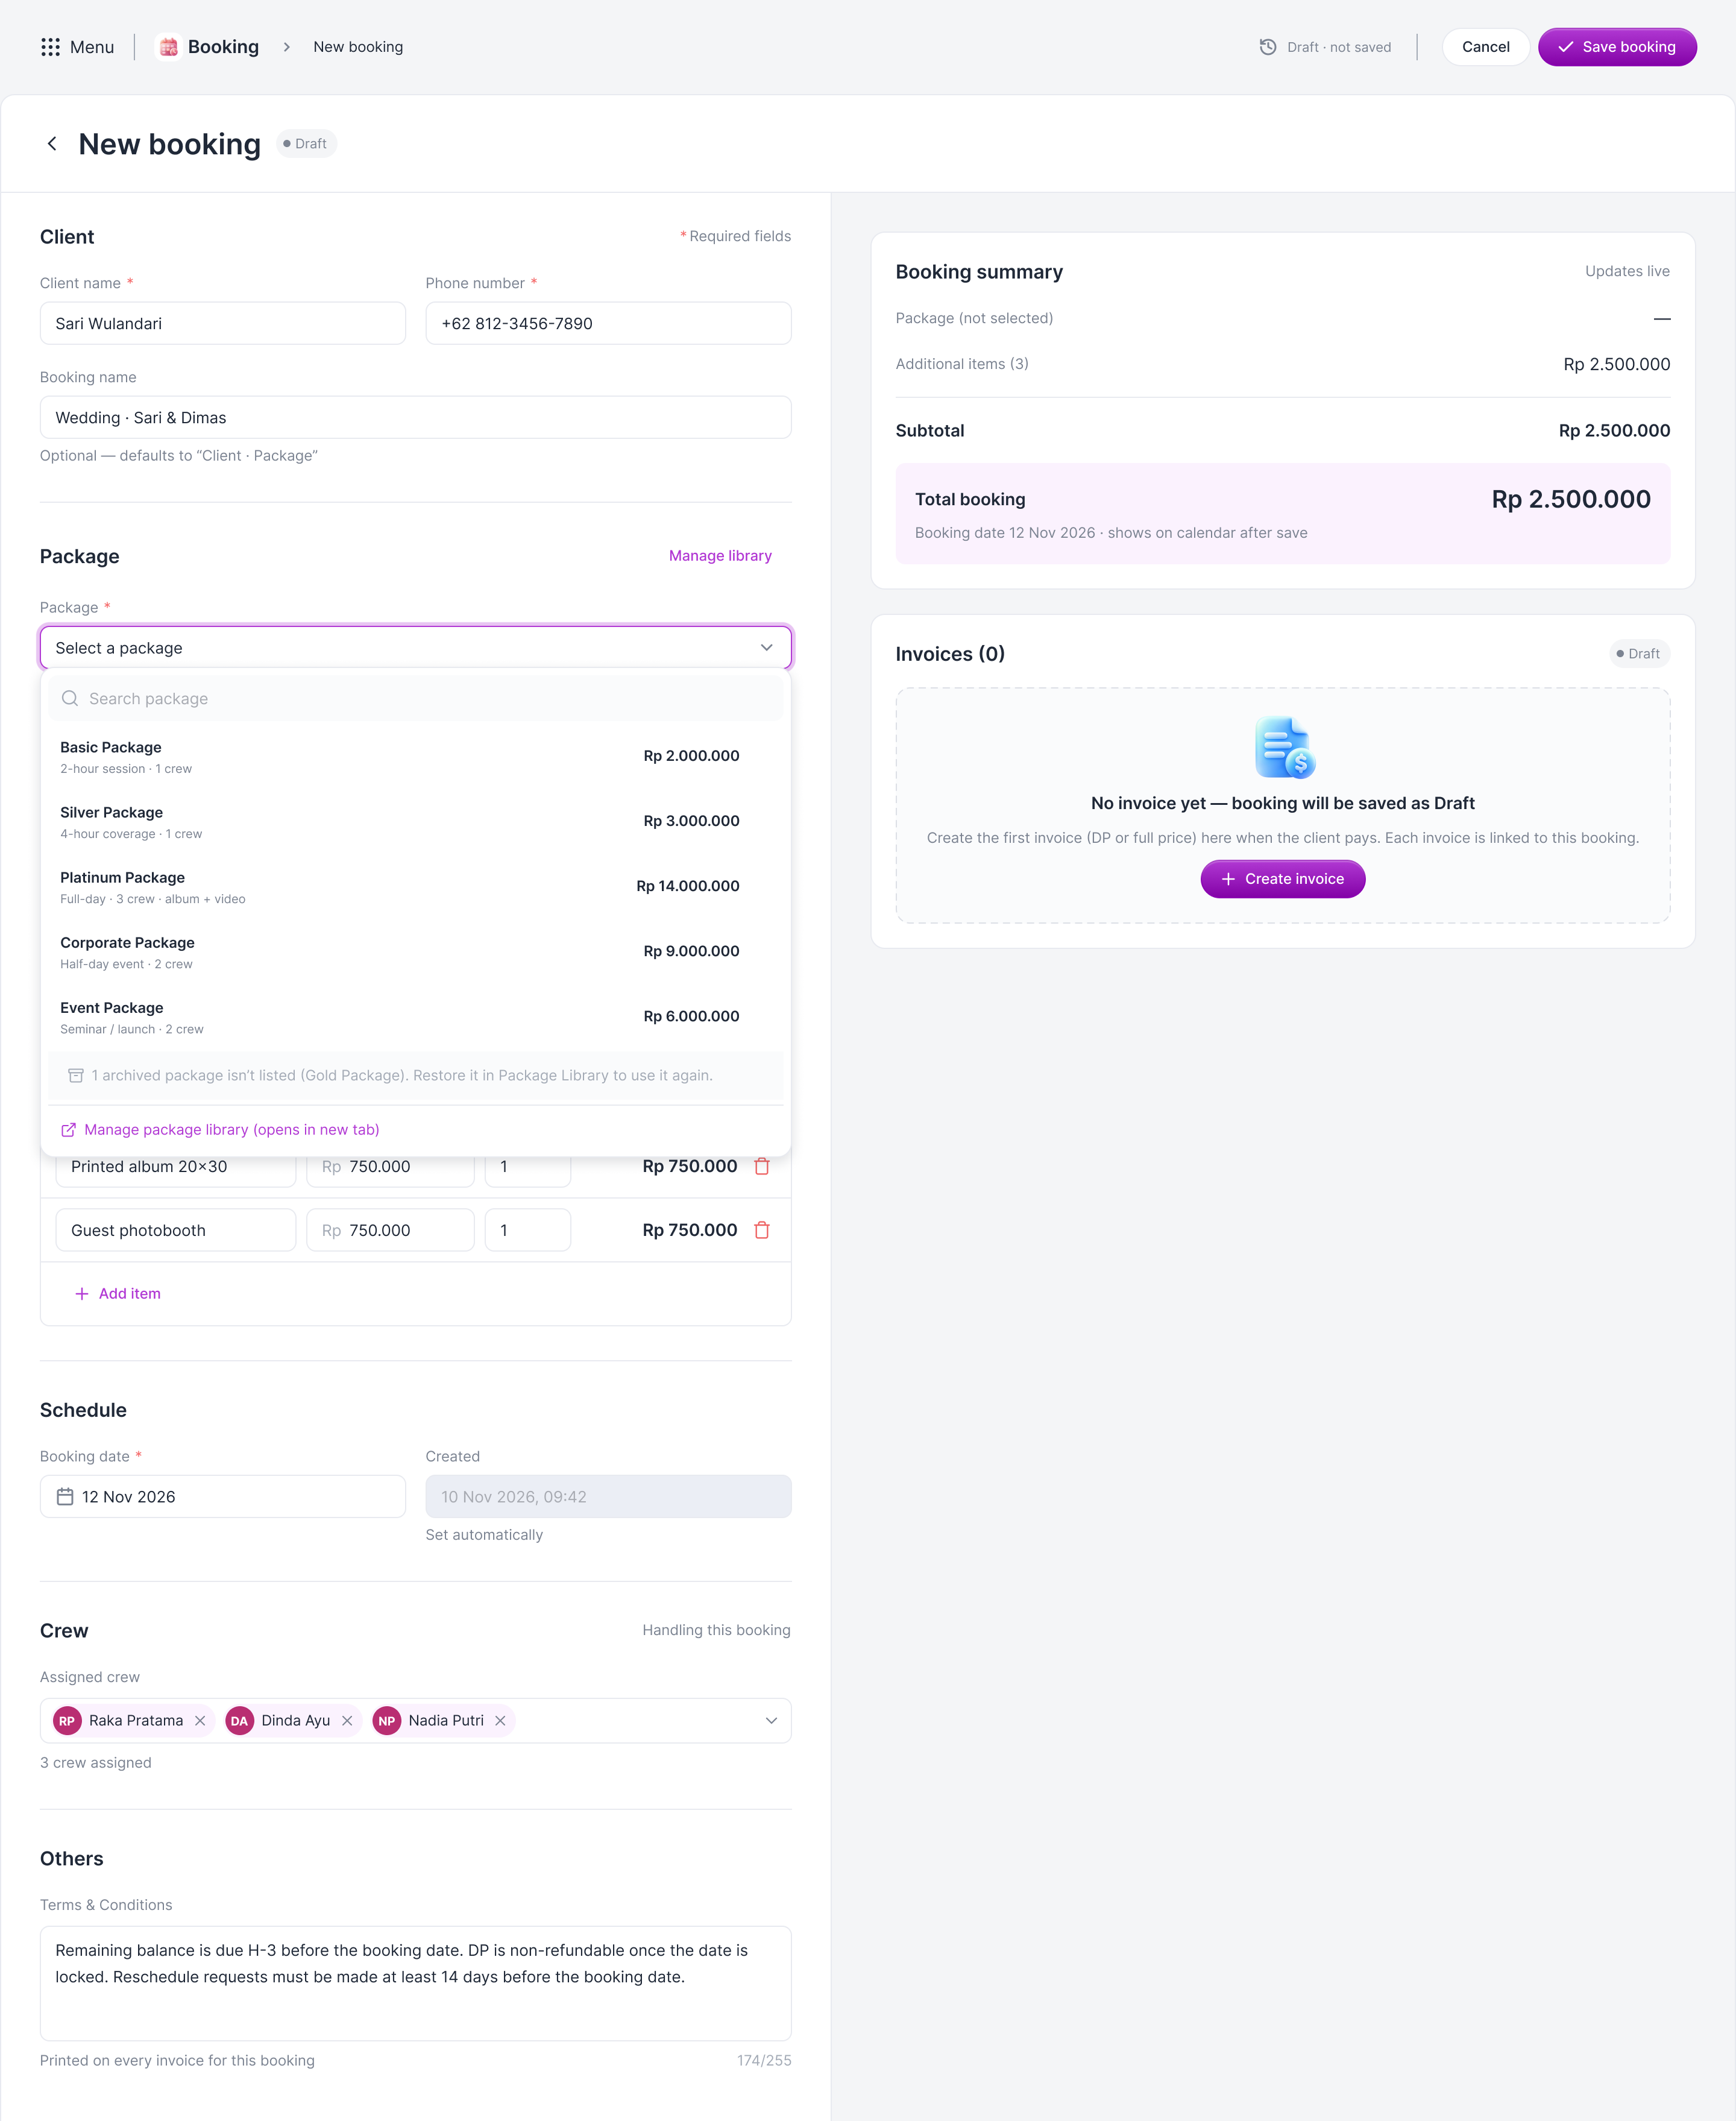 Menu
Booking
New booking
Draft · not saved
Cancel
Save booking
New booking
Draft
Client
* Required fields
Client name *
Phone number *
Sari Wulandari
+62 812-3456-7890
Booking name
Wedding · Sari & Dimas
Optional — defaults to “Client · Package”
Package
Manage library
Package *
Select a package
Search package
Basic Package
2-hour session · 1 crew
Rp 2.000.000
Silver Package
4-hour coverage · 1 crew
Rp 3.000.000
Platinum Package
Full-day · 3 crew · album + video
Rp 14.000.000
Corporate Package
Half-day event · 2 crew
Rp 9.000.000
Event Package
Seminar / launch · 2 crew
Rp 6.000.000
1 archived package isn’t listed (Gold Package). Restore it in Package Library to use it again.
Manage package library (opens in new tab)
Printed album 20×30
Rp 750.000
1
Rp 750.000
Guest photobooth
Rp 750.000
1
Rp 750.000
Add item
Schedule
Booking date *
Created
12 Nov 2026
10 Nov 2026, 09:42
Set automatically
Crew
Handling this booking
Assigned crew
RP Raka Pratama
DA Dinda Ayu
NP Nadia Putri
3 crew assigned
Others
Terms & Conditions
Remaining balance is due H-3 before the booking date. DP is non-refundable once the date is
locked. Reschedule requests must be made at least 14 days before the booking date.
Printed on every invoice for this booking
174/255
Booking summary
Updates live
Package (not selected)
—
Additional items (3)
Rp 2.500.000
Subtotal
Rp 2.500.000
Total booking
Rp 2.500.000
Booking date 12 Nov 2026 · shows on calendar after save
Invoices (0)
Draft
$
No invoice yet — booking will be saved as Draft
Create the first invoice (DP or full price) here when the client pays. Each invoice is linked to this booking.
Create invoice